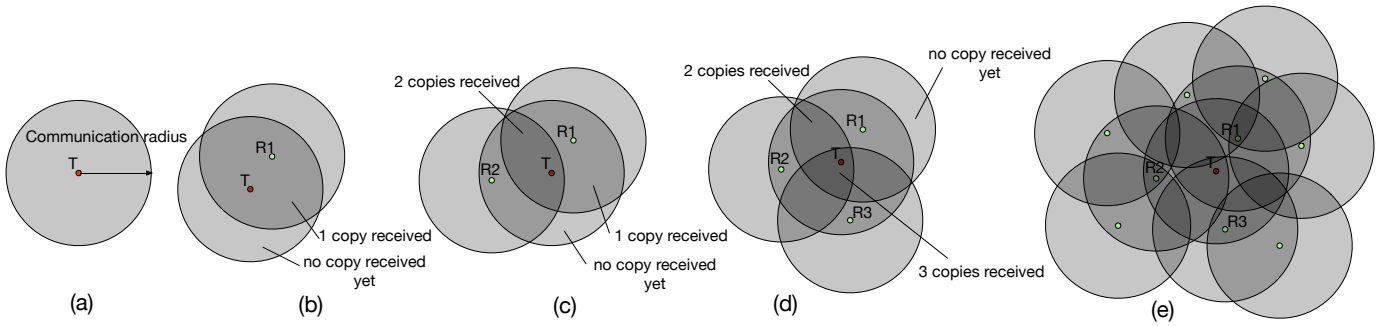 Communication radius
T
(a)
R1
T
1 copy received
no copy received
yet
(b)
2 copies received
R1
T
R2
1 copy received
no copy received
yet
(c)
2 copies received
no copy received
yet
R1
T
R2
R3
3 copies received
(d)
R1
T
R2
R3
(e)